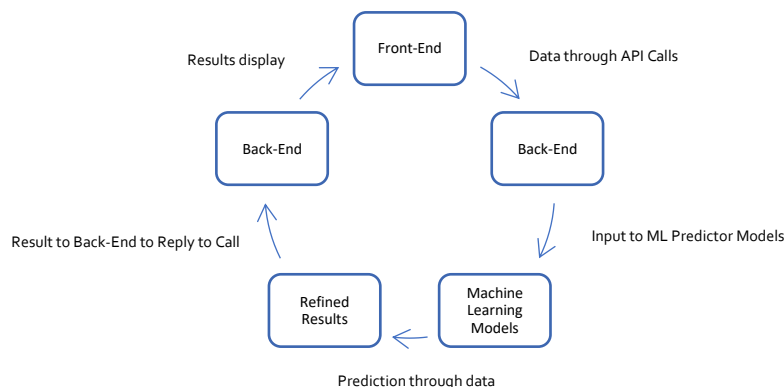 Front-End
Results display
Data through API Calls
Back-End
Back-End
Result to Back-End to Reply to Call
Input to ML Predictor Models
Refined
Results
Machine
Learning
Models
Prediction through data